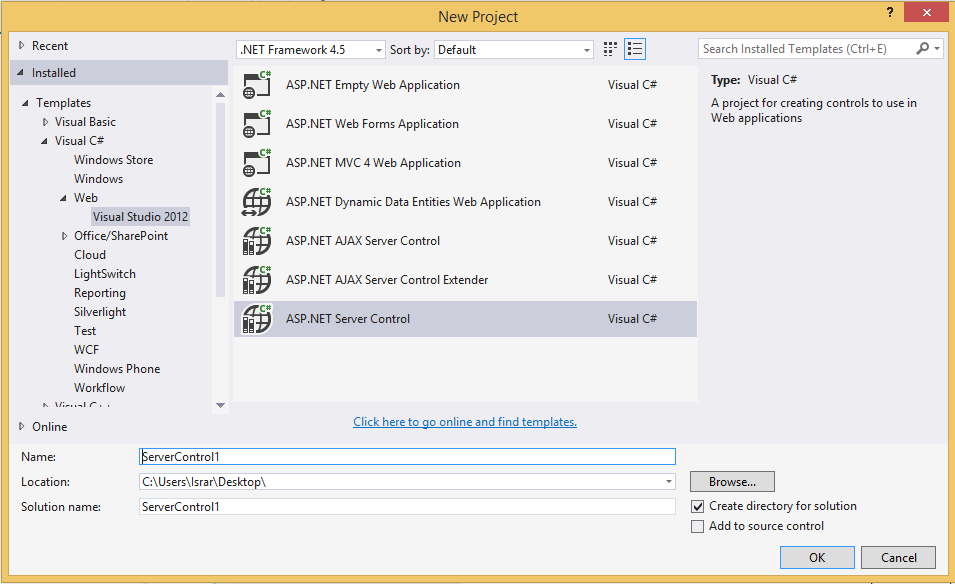 New Project
?
Recent
Installed
Templates
Visual Basic
Visual C#
Windows Store
Windows
Web
Visual Studio 2012
Office/SharePoint
Cloud
LightSwitch
Reporting
Silverlight
Test
WCF
Windows Phone
Workflow
Visual C++
Online
.NET Framework 4.5
Sort by:
Default
C# ASP.NET Empty Web Application Visual C#
C# ASP.NET Web Forms Application Visual C#
C# ASP.NET MVC 4 Web Application Visual C#
C# ASP.NET Dynamic Data Entities Web Application Visual C#
C# ASP.NET AJAX Server Control Visual C#
C# ASP.NET AJAX Server Control Extender Visual C#
C# ASP.NET Server Control Visual C#
Click here to go online and find templates.
Search Installed Templates (Ctrl+E)
Type: Visual C#
A project for creating controls to use in
Web applications
Name: ServerControl1
Location: C:\Users\Israr\Desktop\
Browse...
Solution name: ServerControl1
Create directory for solution
Add to source control
OK
Cancel